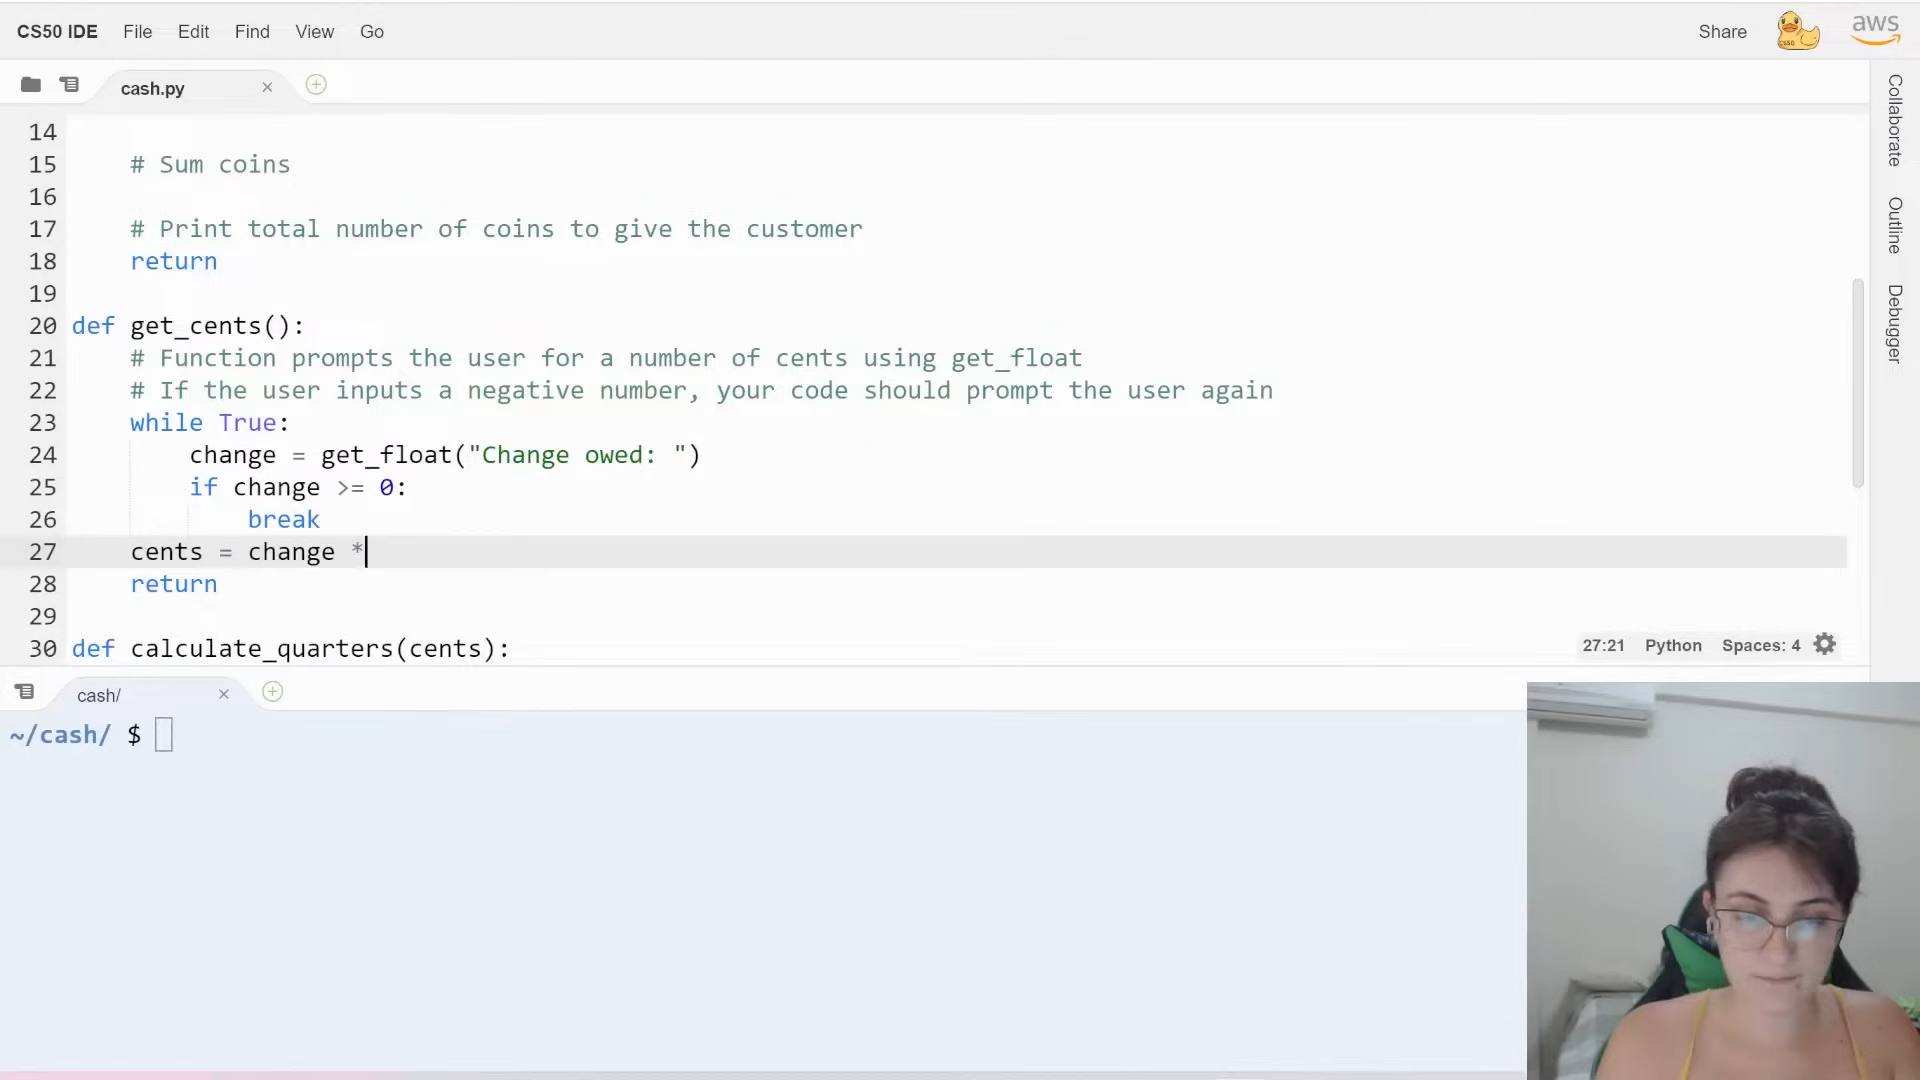 CS50 IDE File Edit Find View Go Share aws
cash.py ×
14
15 # Sum coins
16
17 # Print total number of coins to give the customer
18 return
19
20 def get_cents():
21 # Function prompts the user for a number of cents using get_float
22 # If the user inputs a negative number, your code should prompt the user again
23 while True:
24 change = get_float("Change owed: ")
25 if change >= 0:
26 break
27 cents = change *
28 return
29
30 def calculate_quarters(cents):
27:21 Python Spaces: 4
Collaborate
Outline
Debugger
cash/ ×
~/cash/ $